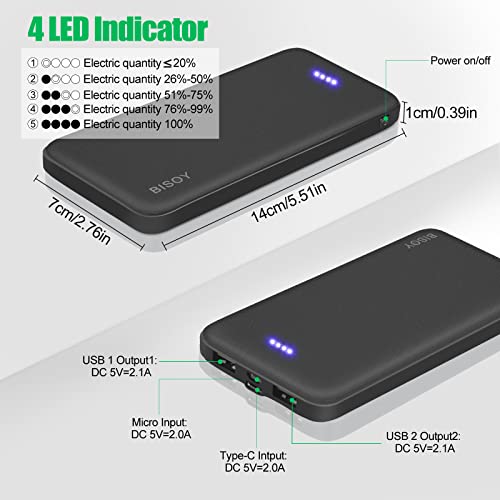 4 LED Indicator
① ○○○○ Electric quantity ≤20%
② ●○○○ Electric quantity 26%-50%
③ ●●○○ Electric quantity 51%-75%
④ ●●●○ Electric quantity 76%-99%
⑤ ●●●● Electric quantity 100%
Power on/off
1cm/0.39in
BISOY
7cm/2.76in
14cm/5.51in
BISOY
USB 1 Output1:
DC 5V=2.1A
Micro Input:
DC 5V=2.0A
Type-C Intput:
DC 5V=2.0A
USB 2 Output2:
DC 5V=2.1A